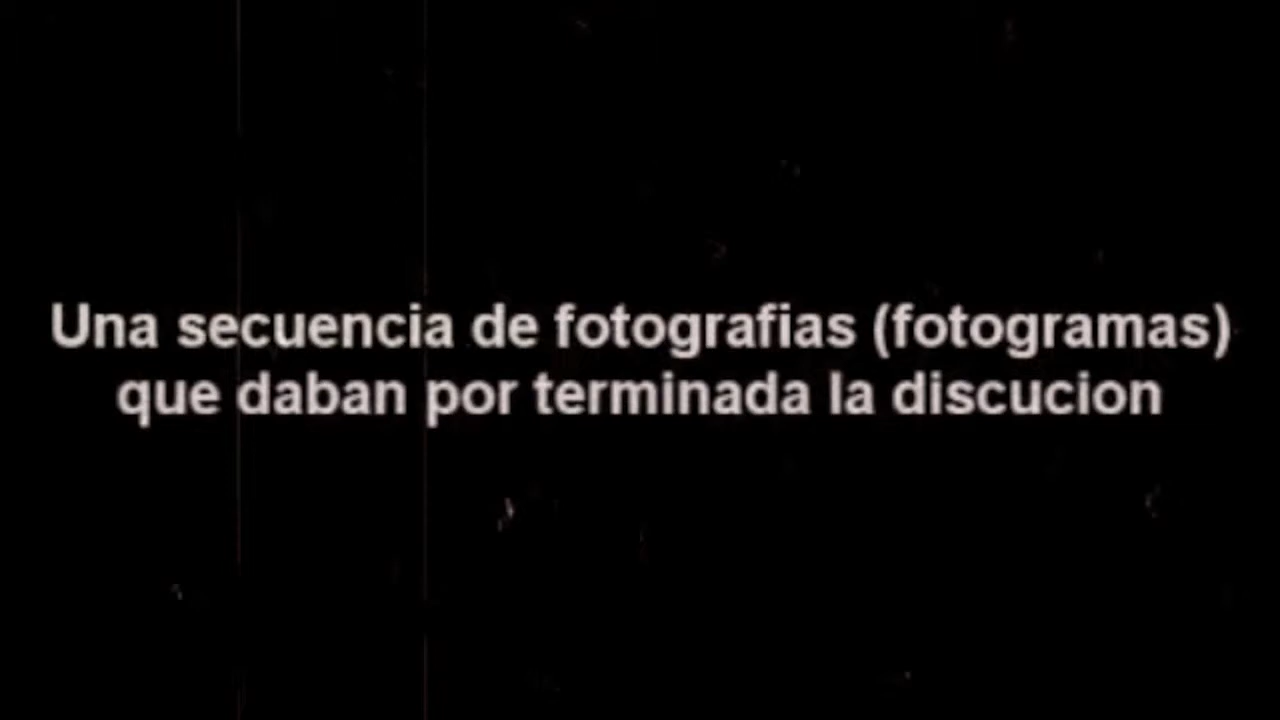 Una secuencia de fotografias (fotogramas)
que daban por terminada la discucion